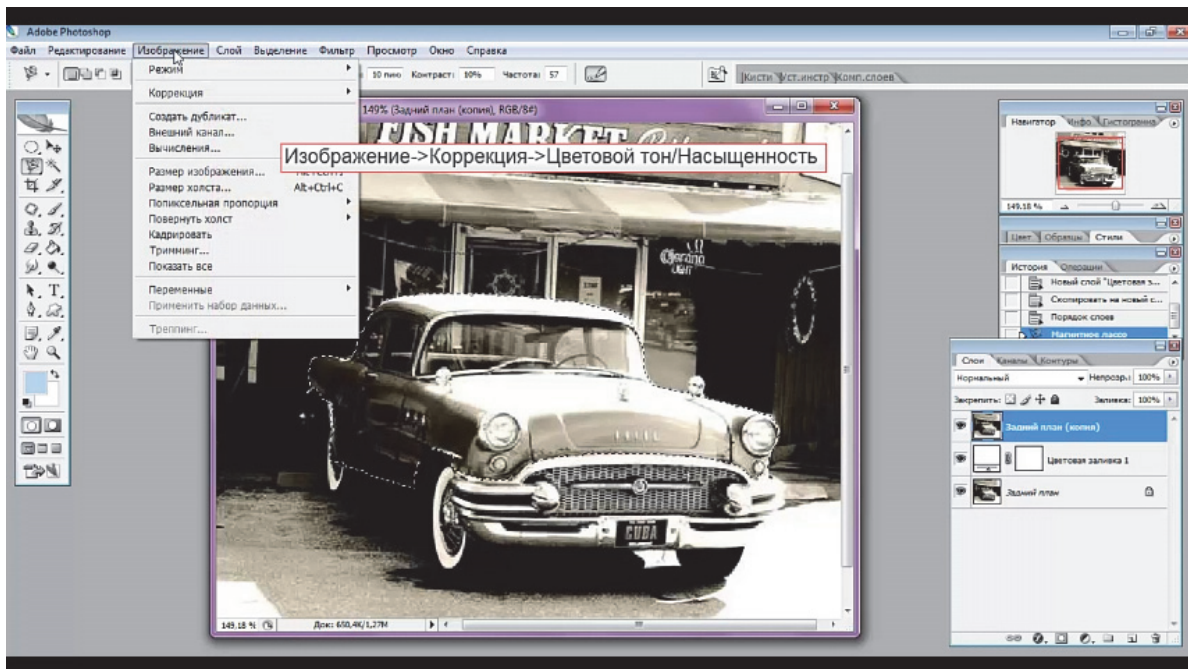 Adobe Photoshop
Файл Редактирование Изображение Слой Выделение Фильтр Просмотр Окно Справка
Режим
Коррекция
Создать дубликат...
Внешний канал...
Вычисления...
Размер изображения...
Размер холста... Alt+Ctrl+C
Попиксельная пропорция
Повернуть холст
Кадрировать
Тримминг...
Показать все
Переменные
Применить набор данных...
Треппинг...
Контраст: 10% Частота: 57
Кисти Уст.инстр Комп.слоев
149% (Задний план (копия), RGB/8#)
FISH MARKET
Изображение->Коррекция->Цветовой тон/Насыщенность
CUBA
149,18 % Док: 650,4K/1,27M
Навигатор Инфо Гистограмма
149.18 %
Цвет Образцы Стили
История Операции
Новый слой "Цветовая з...
Скопировать на новый с...
Порядок слоев
Магнитное лассо
Слои Каналы Контуры
Нормальный Непрозр.: 100%
Закрепить: Заливка: 100%
Задний план (копия)
Цветовая заливка 1
Задний план